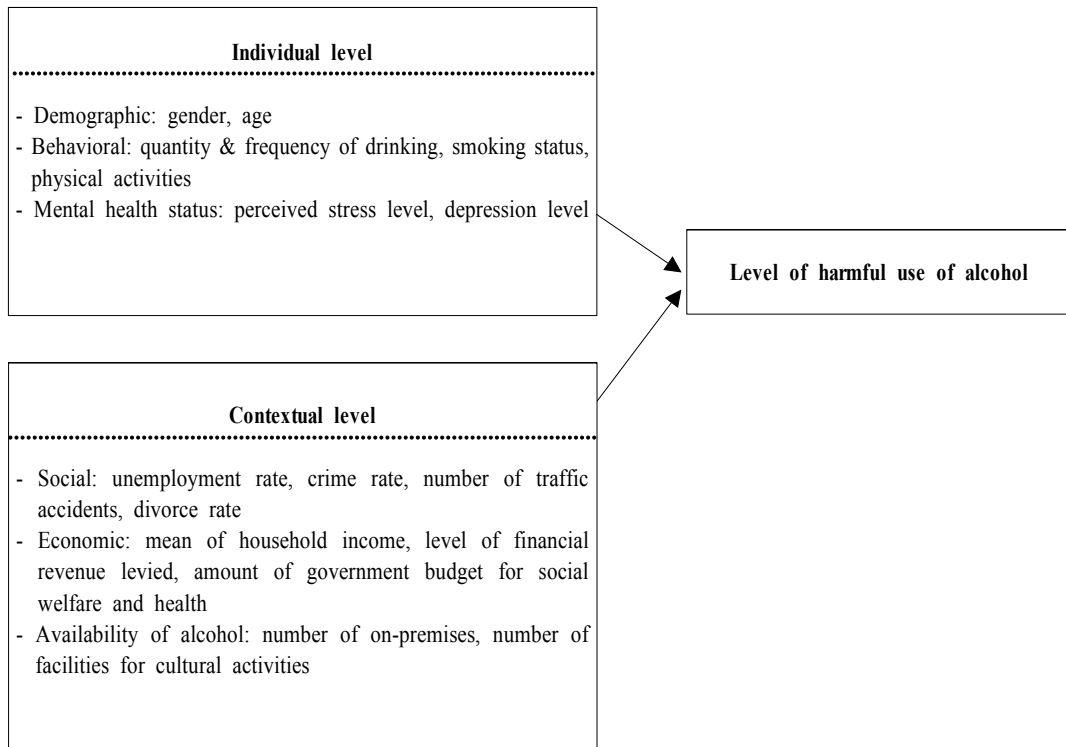 Individual level
- Demographic: gender, age
- Behavioral: quantity & frequency of drinking, smoking status,
physical activities
- Mental health status: perceived stress level, depression level
Level of harmful use of alcohol
Contextual level
- Social: unemployment rate, crime rate, number of traffic
accidents, divorce rate
- Economic: mean of household income, level of financial
revenue levied, amount of government budget for social
welfare and health
- Availability of alcohol: number of on-premises, number of
facilities for cultural activities